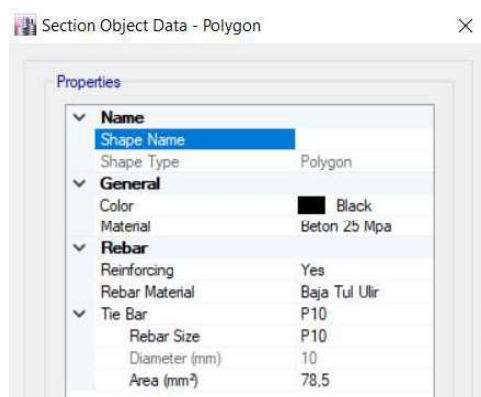 Section Object Data - Polygon
Properties
Name
Shape Name
Shape Type Polygon
General
Color Black
Material Beton 25 Mpa
Rebar
Reinforcing Yes
Rebar Material Baja Tul Ulir
Tie Bar P10
Rebar Size P10
Diameter (mm) 10
Area (mm²) 78,5